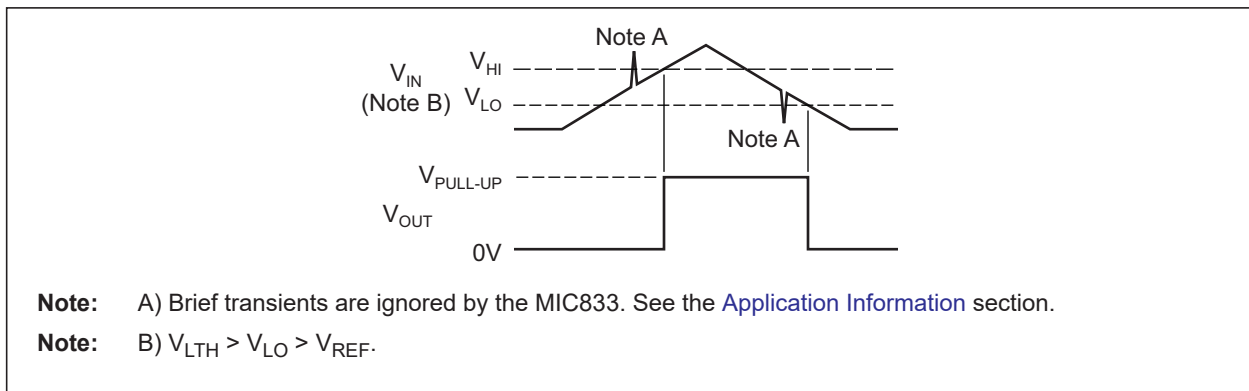 Note A
V_HI
V_IN
(Note B)
V_LO
Note A
V_PULL-UP
V_OUT
0V
Note: A) Brief transients are ignored by the MIC833. See the Application Information section.
Note: B) V_LTH > V_LO > V_REF.